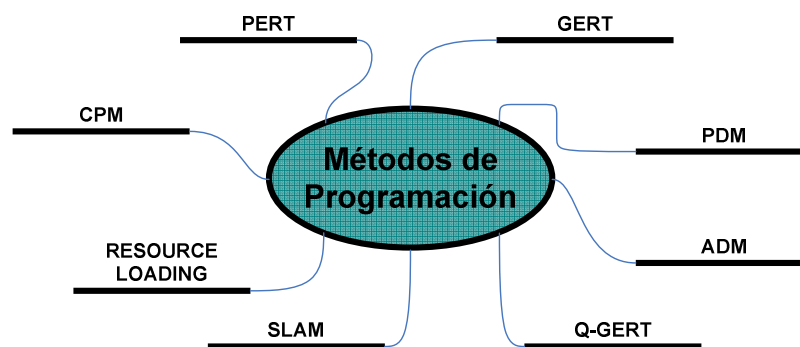 PERT
GERT
CPM
PDM
Métodos de
Programación
RESOURCE
LOADING
ADM
SLAM
Q-GERT